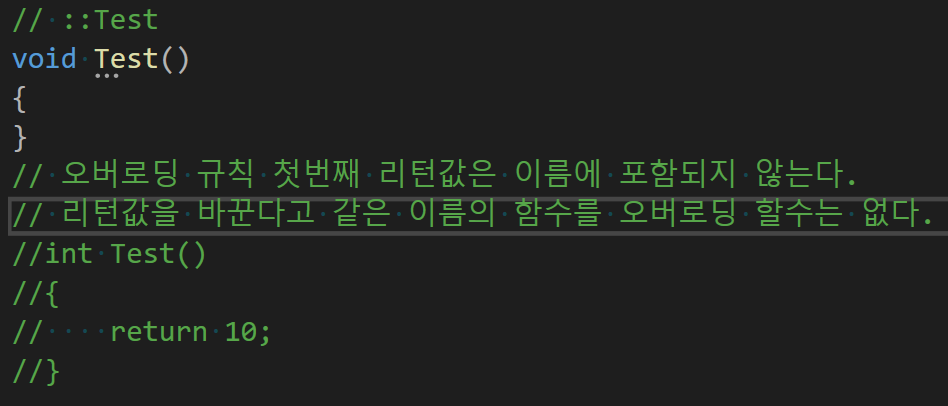 // ::Test
void Test()
{
}
// 오버로딩 규칙 첫번째 리턴값은 이름에 포함되지 않는다.
// 리턴값을 바꾼다고 같은 이름의 함수를 오버로딩 할수는 없다.
//int Test()
//{
//    return 10;
//}